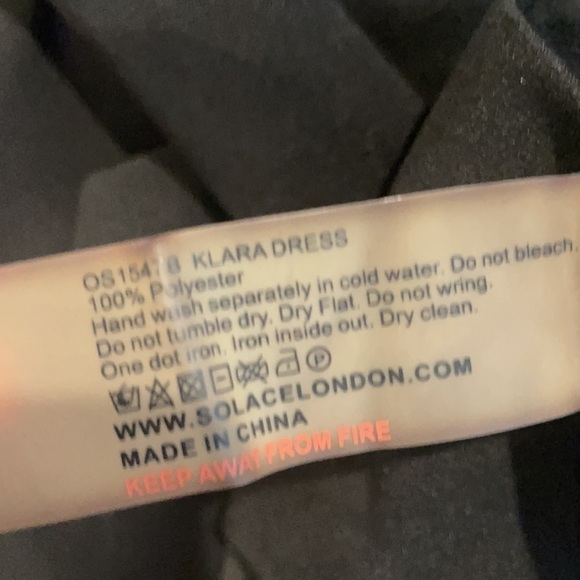 KLARA DRESS
100% Polyester
Hand wash separately in cold water. Do not bleach.
Do not tumble dry. Dry Flat. Do not wring.
One dot iron. Iron inside out. Dry clean.
P
WWW.SOLACELONDON.COM
MADE IN CHINA
KEEP AWAY FROM FIRE